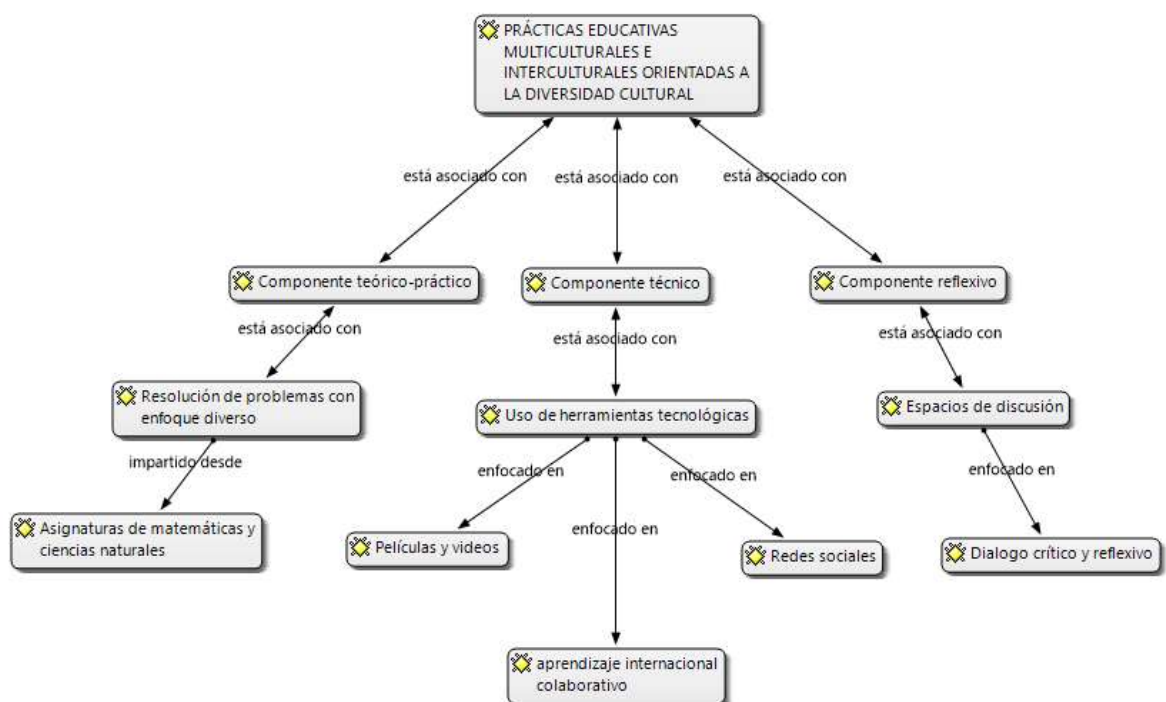 PRÁCTICAS EDUCATIVAS
MULTICULTURALES E
INTERCULTURALES ORIENTADAS A
LA DIVERSIDAD CULTURAL
está asociado con
está asociado con
está asociado con
Componente teórico-práctico
Componente técnico
Componente reflexivo
está asociado con
está asociado con
está asociado con
Resolución de problemas con
enfoque diverso
Uso de herramientas tecnológicas
Espacios de discusión
impartido desde
enfocado en
enfocado en
enfocado en
enfocado en
Asignaturas de matemáticas y
ciencias naturales
Películas y videos
Redes sociales
Dialogo crítico y reflexivo
aprendizaje internacional
colaborativo